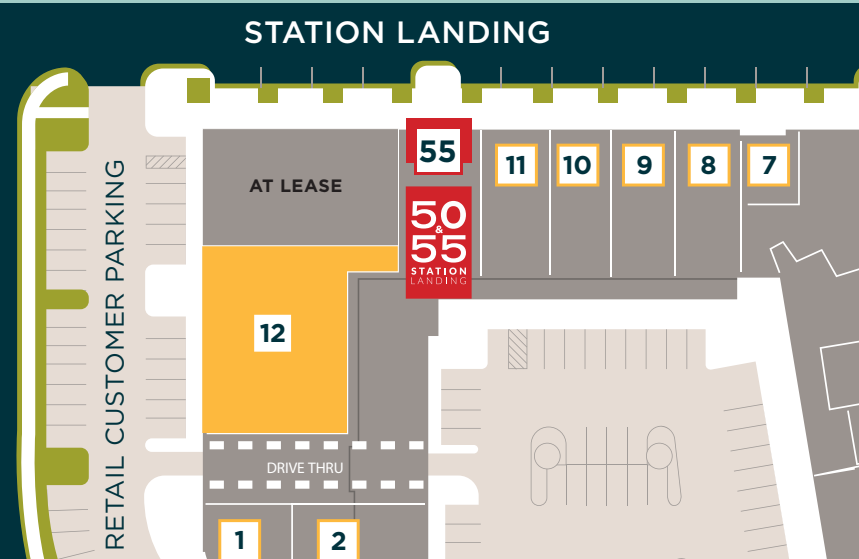 STATION LANDING
55
11
10
9
8
7
AT LEASE
50
&
55
STATION
LANDING
RETAIL CUSTOMER PARKING
12
DRIVE THRU
1
2